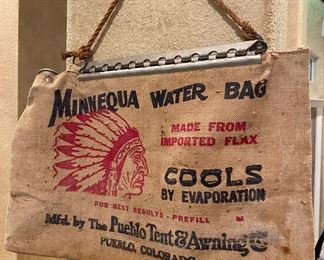 MINNEQUA WATER BAG
MADE FROM
IMPORTED FLAX
COOLS
BY EVAPORATION
FOR BEST RESULTS - PREFILL
Mfd. by The Pueblo Tent & Awning Co
PUEBLO, COLORADO